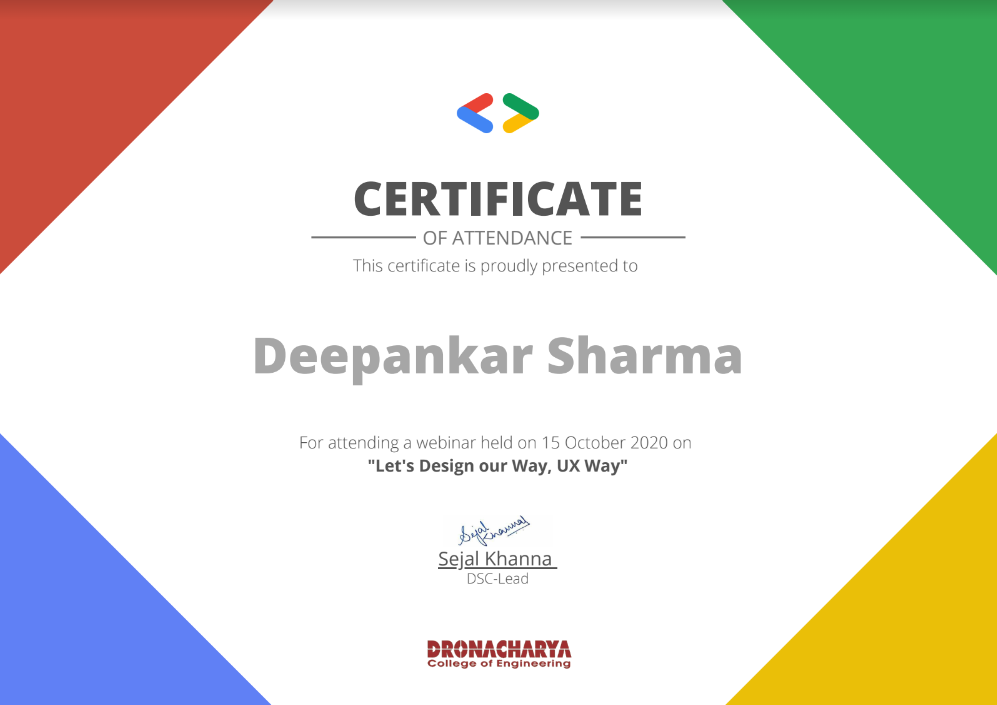 CERTIFICATE
OF ATTENDANCE
This certificate is proudly presented to
Deepankar Sharma
For attending a webinar held on 15 October 2020 on
"Let's Design our Way, UX Way"
Sejal
Khanna
Sejal Khanna
DSC-Lead
DRONACHARYA
College of Engineering